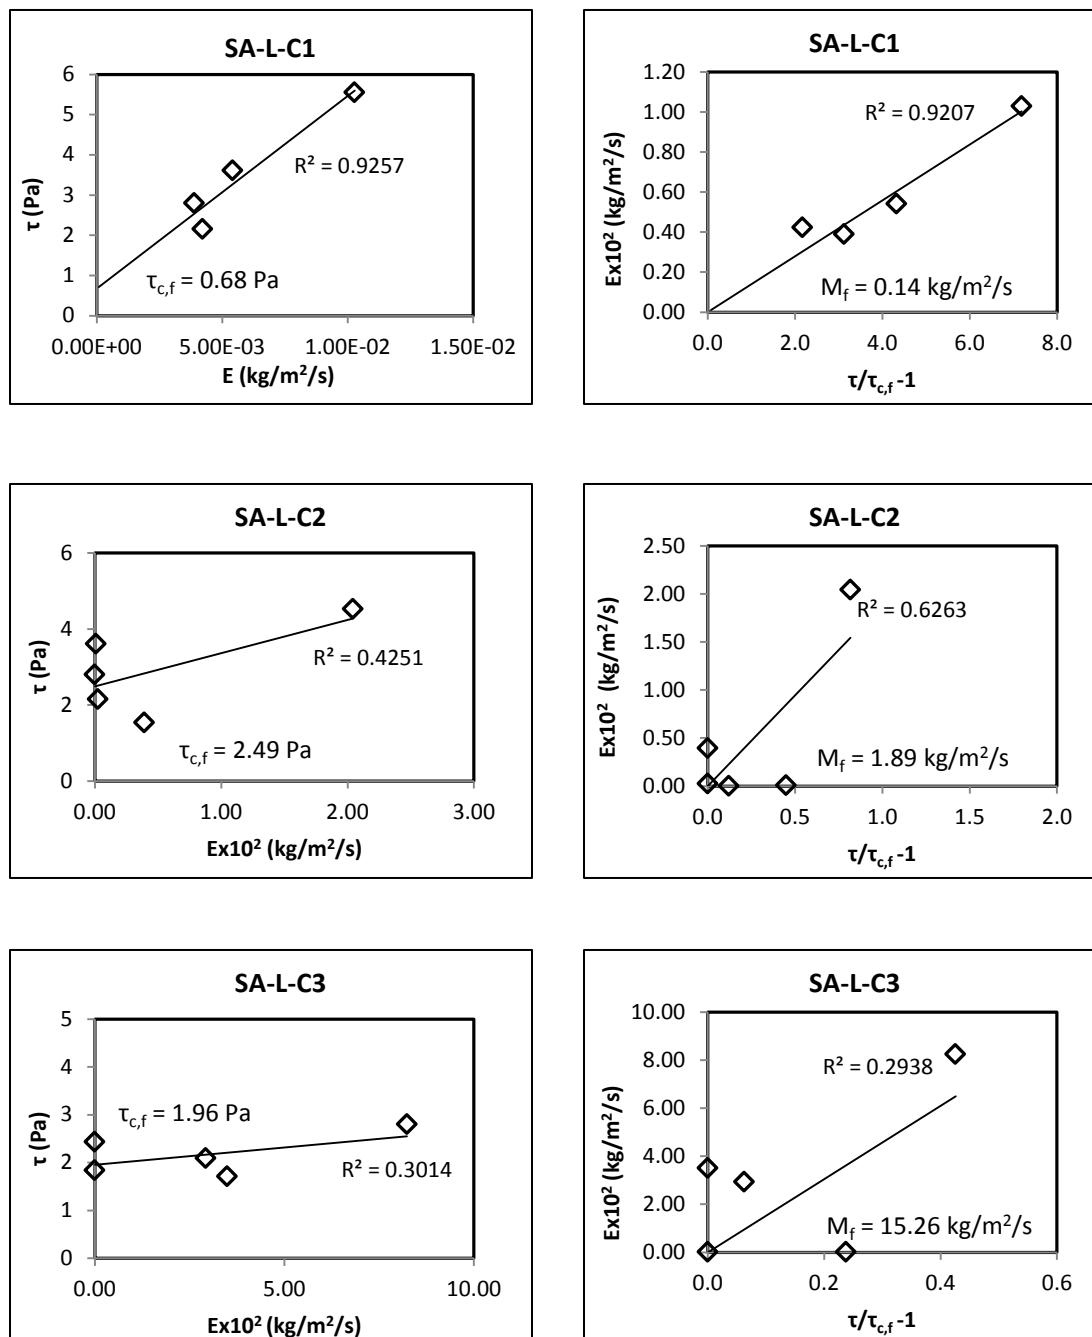 SA-L-C1
6
5
4
3
2
1
0
τ (Pa)
R² = 0.9257
τc,f = 0.68 Pa
0.00E+00 5.00E-03 1.00E-02 1.50E-02
E (kg/m²/s)
SA-L-C1
1.20
1.00
0.80
0.60
0.40
0.20
0.00
Ex10² (kg/m²/s)
R² = 0.9207
Mf = 0.14 kg/m²/s
0.0 2.0 4.0 6.0 8.0
τ/τc,f -1
SA-L-C2
6
4
2
0
τ (Pa)
R² = 0.4251
τc,f = 2.49 Pa
0.00 1.00 2.00 3.00
Ex10² (kg/m²/s)
SA-L-C2
2.50
2.00
1.50
1.00
0.50
0.00
Ex10² (kg/m²/s)
R² = 0.6263
Mf = 1.89 kg/m²/s
0.0 0.5 1.0 1.5 2.0
τ/τc,f -1
SA-L-C3
5
4
3
2
1
0
τ (Pa)
τc,f = 1.96 Pa
R² = 0.3014
0.00 5.00 10.00
Ex10² (kg/m²/s)
SA-L-C3
10.00
8.00
6.00
4.00
2.00
0.00
Ex10² (kg/m²/s)
R² = 0.2938
Mf = 15.26 kg/m²/s
0.0 0.2 0.4 0.6
τ/τc,f -1